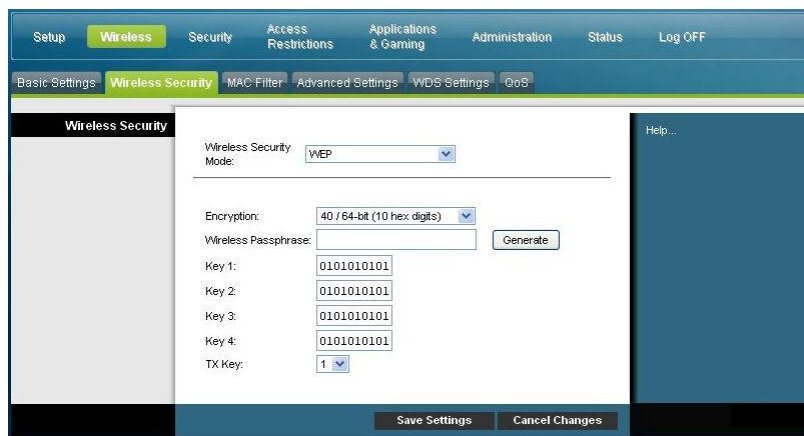 Setup Wireless Security Access Restrictions Applications & Gaming Administration Status Log OFF
Basic Settings Wireless Security MAC Filter Advanced Settings WDS Settings QoS
Wireless Security
Help...
Wireless Security Mode: WEP
Encryption: 40 / 64-bit (10 hex digits)
Wireless Passphrase: Generate
Key 1: 0101010101
Key 2: 0101010101
Key 3: 0101010101
Key 4: 0101010101
TX Key: 1
Save Settings Cancel Changes